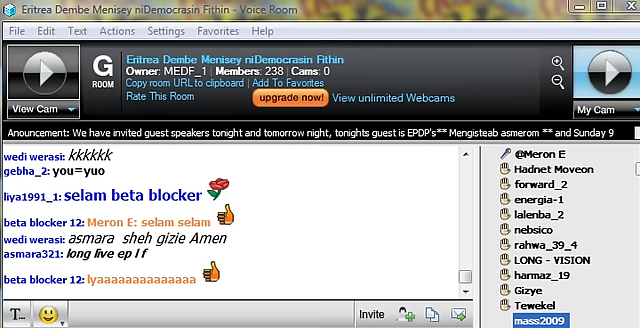 Eritrea Dembe Menisey niDemocrasin Fithin - Voice Room
File Edit Text Actions Settings Favorites Help
Eritrea Dembe Menisey niDemocrasin Fithin
G
ROOM
Owner: MEDF_1 | Members: 238 | Cams: 0
Copy room URL to clipboard | Add To Favorites
Rate This Room
upgrade now!
View unlimited Webcams
View Cam
My Cam
Anouncement: We have invited guest speakers tonight and tomorrow night, tonights guest is EPDP's** Mengisteab asmerom ** and Sunday 9
wedi werasi: kkkkkk
gebha_2: you=yuo
liya1991_1: selam beta blocker
beta blocker 12: Meron E: selam selam
wedi werasi: asmara sheh gizie Amen
asmara321: long live ep l f
beta blocker 12: lyaaaaaaaaaaaaaa
@Meron E
Hadnet Moveon
forward_2
energia-1
lalenba_2
nebsico
rahwa_39_4
LONG - VISION
harmaz_19
Gizye
Tewekel
mass2009
T...
Invite